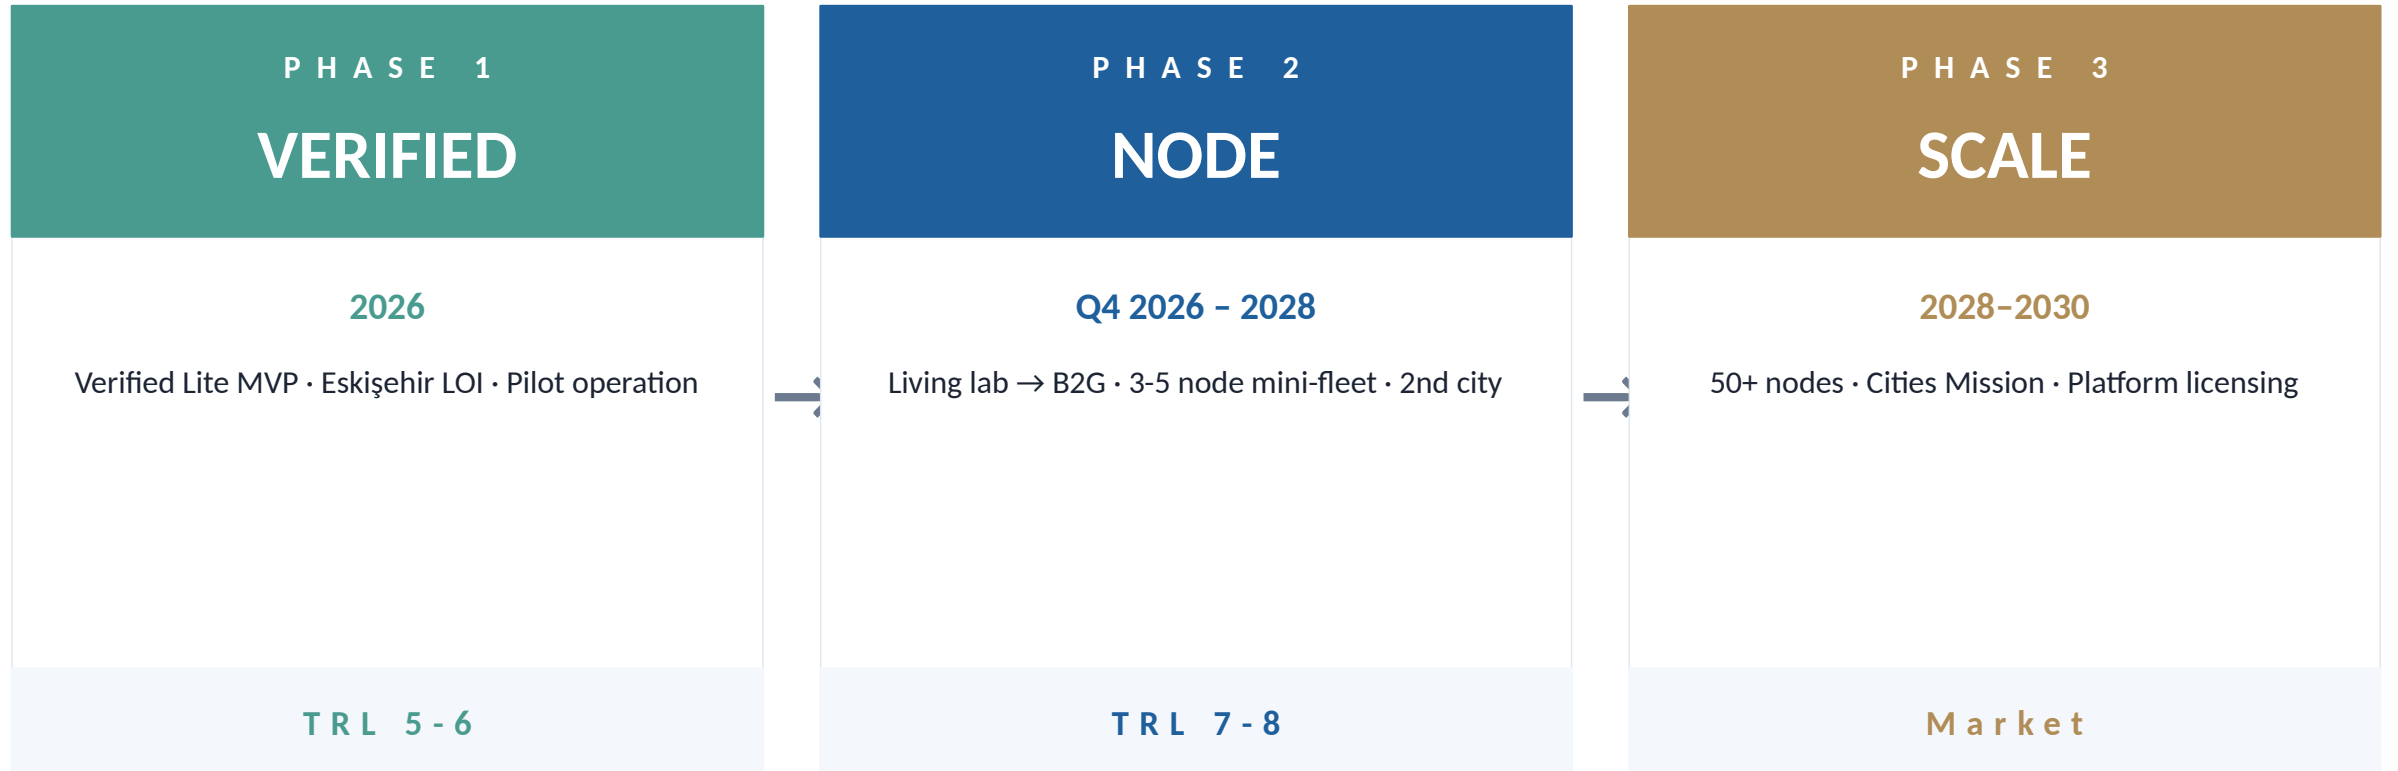 PHASE 1
VERIFIED
2026
Verified Lite MVP · Eskişehir LOI · Pilot operation
TRL 5-6
PHASE 2
NODE
Q4 2026 – 2028
Living lab → B2G · 3-5 node mini-fleet · 2nd city
TRL 7-8
PHASE 3
SCALE
2028–2030
50+ nodes · Cities Mission · Platform licensing
Market